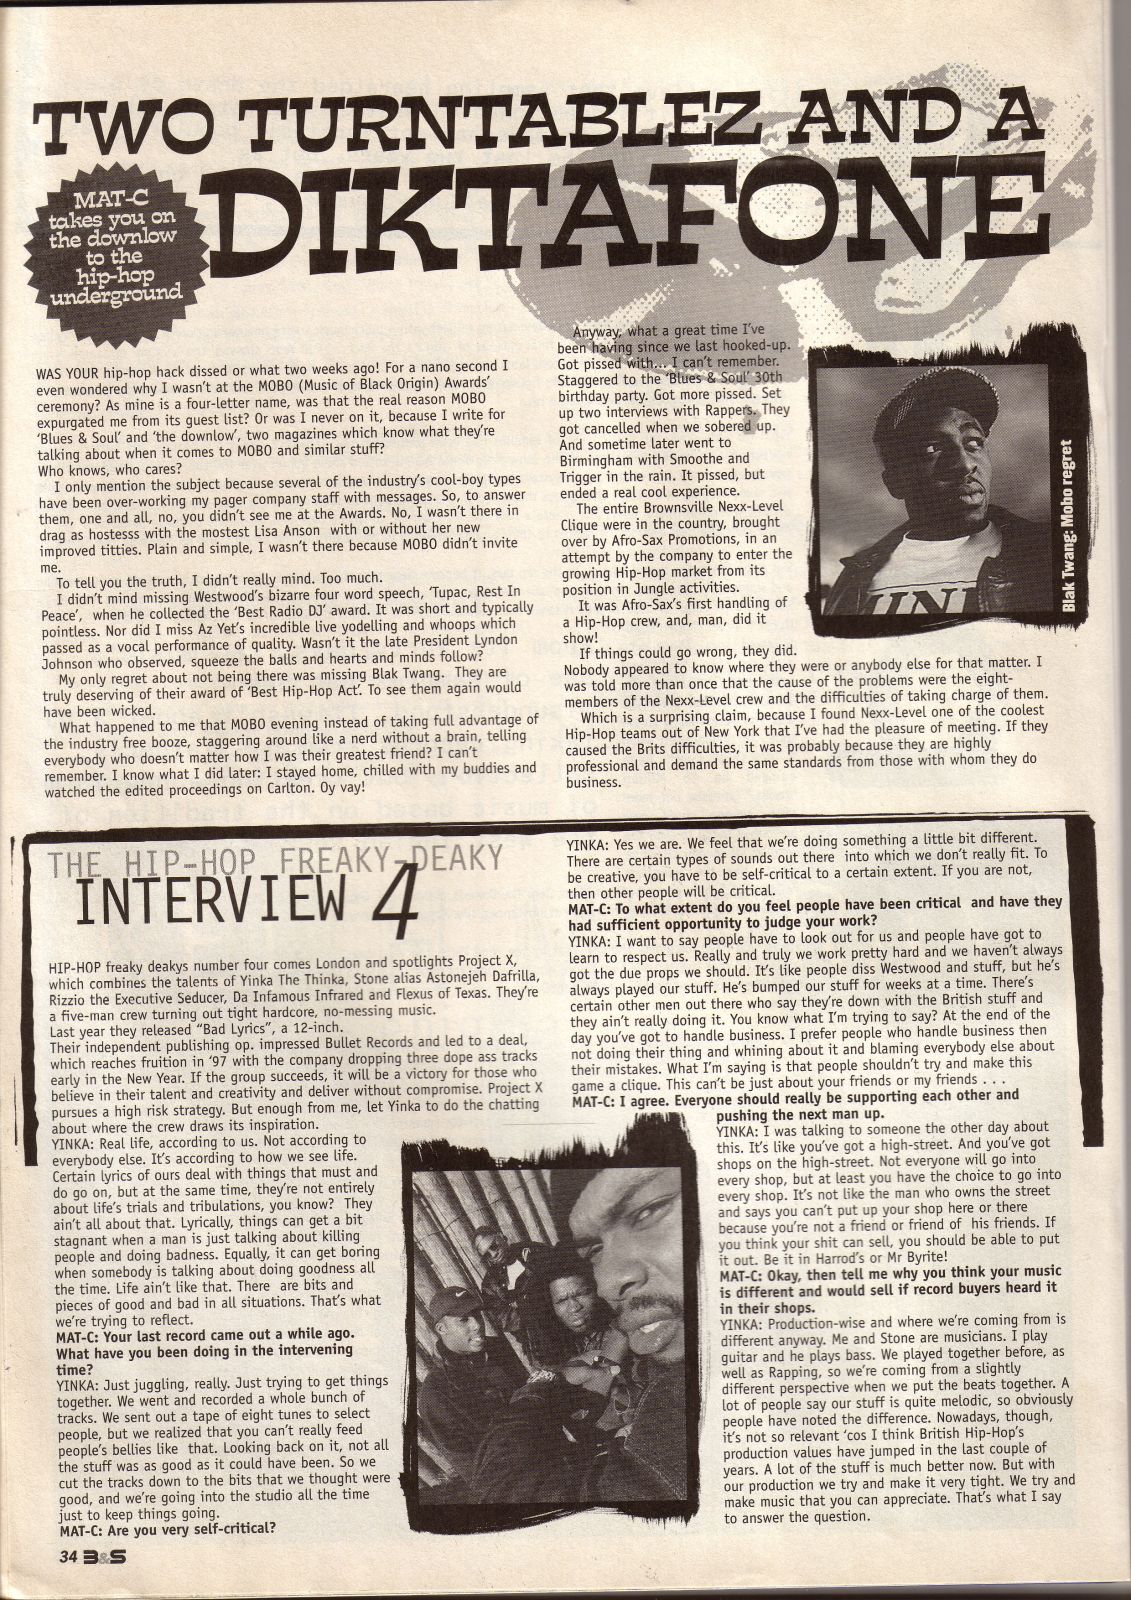 TWO TURNTABLEZ AND A
DIKTAFONE
MAT-C
takes you on
the downlow
to the
hip-hop
underground
WAS YOUR hip-hop hack dissed or what two weeks ago! For a nano second I
even wondered why I wasn't at the MOBO (Music of Black Origin) Awards'
ceremony? As mine is a four-letter name, was that the real reason MOBO
expurgated me from its guest list? Or was I never on it, because I write for
'Blues & Soul' and 'the downlow', two magazines which know what they're
talking about when it comes to MOBO and similar stuff?
Who knows, who cares?
I only mention the subject because several of the industry's cool-boy types
have been over-working my pager company staff with messages. So, to answer
them, one and all, no, you didn't see me at the Awards. No, I wasn't there in
drag as hostesss with the mostest Lisa Anson with or without her new
improved titties. Plain and simple, I wasn't there because MOBO didn't invite
me.
To tell you the truth, I didn't really mind. Too much.
I didn't mind missing Westwood's bizarre four word speech, 'Tupac, Rest In
Peace', when he collected the 'Best Radio DJ' award. It was short and typically
pointless. Nor did I miss Az Yet's incredible live yodelling and whoops which
passed as a vocal performance of quality. Wasn't it the late President Lyndon
Johnson who observed, squeeze the balls and hearts and minds follow?
My only regret about not being there was missing Blak Twang. They are
truly deserving of their award of 'Best Hip-Hop Act'. To see them again would
have been wicked.
What happened to me that MOBO evening instead of taking full advantage of
the industry free booze, staggering around like a nerd without a brain, telling
everybody who doesn't matter how I was their greatest friend? I can't
remember. I know what I did later: I stayed home, chilled with my buddies and
watched the edited proceedings on Carlton. Oy vay!
Anyway, what a great time I've
been having since we last hooked-up.
Got pissed with... I can't remember.
Staggered to the 'Blues & Soul' 30th
birthday party. Got more pissed. Set
up two interviews with Rappers. They
got cancelled when we sobered up.
And sometime later went to
Birmingham with Smoothe and
Trigger in the rain. It pissed, but
ended a real cool experience.
The entire Brownsville Nexx-Level
Clique were in the country, brought
over by Afro-Sax Promotions, in an
attempt by the company to enter the
growing Hip-Hop market from its
position in Jungle activities.
It was Afro-Sax's first handling of
a Hip-Hop crew, and, man, did it
show!
If things could go wrong, they did.
Nobody appeared to know where they were or anybody else for that matter. I
was told more than once that the cause of the problems were the eight-
members of the Nexx-Level crew and the difficulties of taking charge of them.
Which is a surprising claim, because I found Nexx-Level one of the coolest
Hip-Hop teams out of New York that I've had the pleasure of meeting. If they
caused the Brits difficulties, it was probably because they are highly
professional and demand the same standards from those with whom they do
business.
Blak Twang: Mobo regret
THE HIP-HOP FREAKY-DEAKY
INTERVIEW 4
HIP-HOP freaky deakys number four comes London and spotlights Project X,
which combines the talents of Yinka The Thinka, Stone alias Astonejeh Dafrilla,
Rizzio the Executive Seducer, Da Infamous Infrared and Flexus of Texas. They're
a five-man crew turning out tight hardcore, no-messing music.
Last year they released "Bad Lyrics", a 12-inch.
Their independent publishing op. impressed Bullet Records and led to a deal,
which reaches fruition in '97 with the company dropping three dope ass tracks
early in the New Year. If the group succeeds, it will be a victory for those who
believe in their talent and creativity and deliver without compromise. Project X
pursues a high risk strategy. But enough from me, let Yinka to do the chatting
about where the crew draws its inspiration.
YINKA: Real life, according to us. Not according to
everybody else. It's according to how we see life.
Certain lyrics of ours deal with things that must and
do go on, but at the same time, they're not entirely
about life's trials and tribulations, you know? They
ain't all about that. Lyrically, things can get a bit
stagnant when a man is just talking about killing
people and doing badness. Equally, it can get boring
when somebody is talking about doing goodness all
the time. Life ain't like that. There are bits and
pieces of good and bad in all situations. That's what
we're trying to reflect.
MAT-C: Your last record came out a while ago.
What have you been doing in the intervening
time?
YINKA: Just juggling, really. Just trying to get things
together. We went and recorded a whole bunch of
tracks. We sent out a tape of eight tunes to select
people, but we realized that you can't really feed
people's bellies like that. Looking back on it, not all
the stuff was as good as it could have been. So we
cut the tracks down to the bits that we thought were
good, and we're going into the studio all the time
just to keep things going.
MAT-C: Are you very self-critical?
YINKA: Yes we are. We feel that we're doing something a little bit different.
There are certain types of sounds out there into which we don't really fit. To
be creative, you have to be self-critical to a certain extent. If you are not,
then other people will be critical.
MAT-C: To what extent do you feel people have been critical and have they
had sufficient opportunity to judge your work?
YINKA: I want to say people have to look out for us and people have got to
learn to respect us. Really and truly we work pretty hard and we haven't always
got the due props we should. It's like people diss Westwood and stuff, but he's
always played our stuff. He's bumped our stuff for weeks at a time. There's
certain other men out there who say they're down with the British stuff and
they ain't really doing it. You know what I'm trying to say? At the end of the
day you've got to handle business. I prefer people who handle business then
not doing their thing and whining about it and blaming everybody else about
their mistakes. What I'm saying is that people shouldn't try and make this
game a clique. This can't be just about your friends or my friends . . .
MAT-C: I agree. Everyone should really be supporting each other and
pushing the next man up.
YINKA: I was talking to someone the other day about
this. It's like you've got a high-street. And you've got
shops on the high-street. Not everyone will go into
every shop, but at least you have the choice to go into
every shop. It's not like the man who owns the street
and says you can't put up your shop here or there
because you're not a friend or friend of his friends. If
you think your shit can sell, you should be able to put
it out. Be it in Harrod's or Mr Byrite!
MAT-C: Okay, then tell me why you think your music
is different and would sell if record buyers heard it
in their shops.
YINKA: Production-wise and where we're coming from is
different anyway. Me and Stone are musicians. I play
guitar and he plays bass. We played together before, as
well as Rapping, so we're coming from a slightly
different perspective when we put the beats together. A
lot of people say our stuff is quite melodic, so obviously
people have noted the difference. Nowadays, though,
it's not so relevant 'cos I think British Hip-Hop's
production values have jumped in the last couple of
years. A lot of the stuff is much better now. But with
our production we try and make it very tight. We try and
make music that you can appreciate. That's what I say
to answer the question.
34 B&S